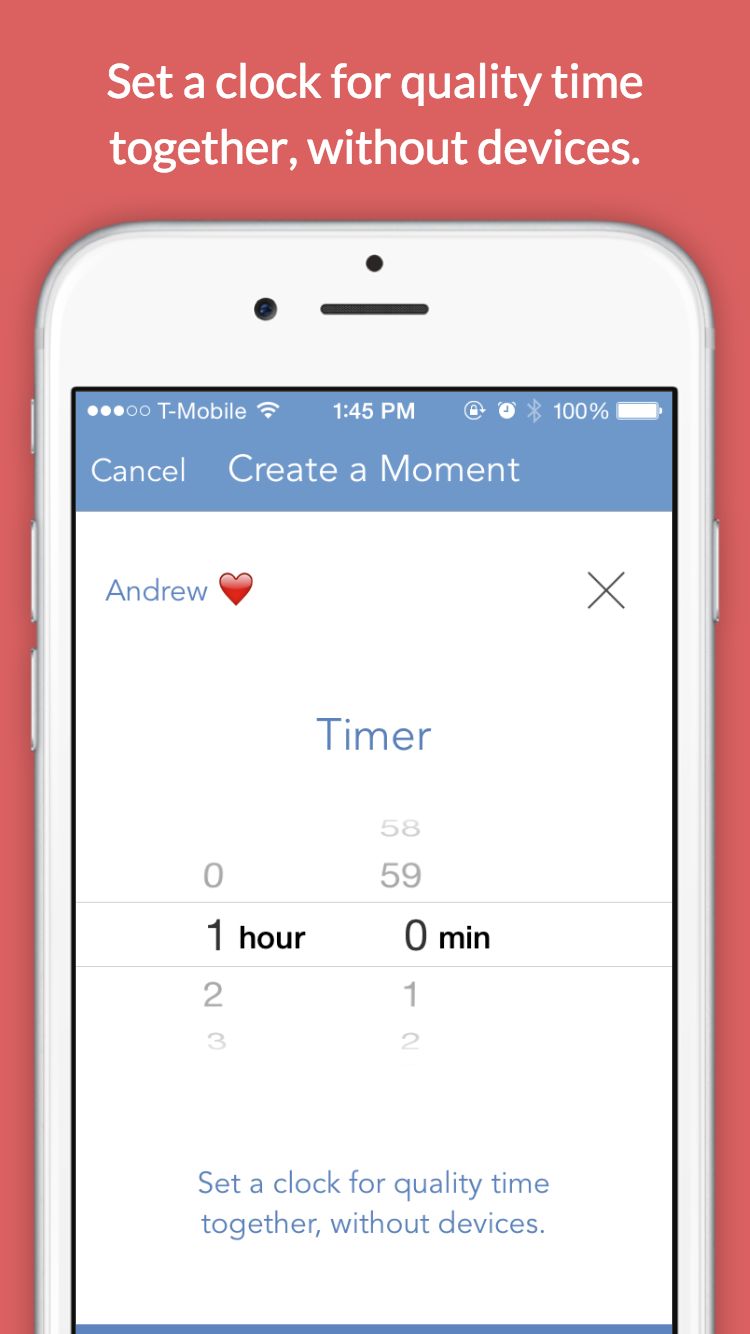 Set a clock for quality time
together, without devices.
T-Mobile 1:45 PM 100%
Cancel Create a Moment
Andrew ❤️
Timer
58
0 59
1 hour 0 min
2 1
3 2
Set a clock for quality time
together, without devices.